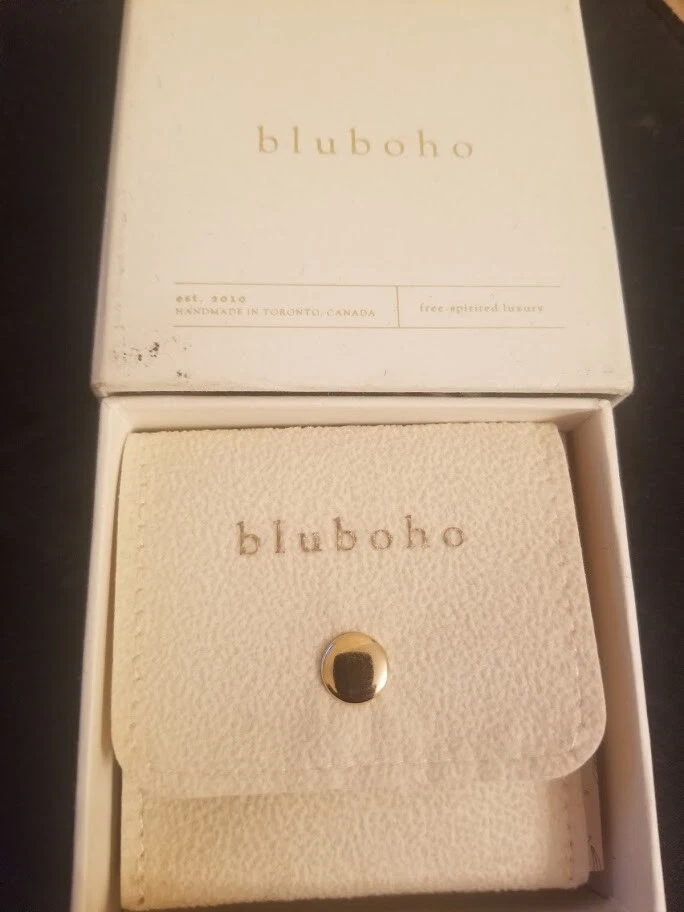 bluboho
est. 2010
HANDMADE IN TORONTO, CANADA
free-spirited luxury
bluboho